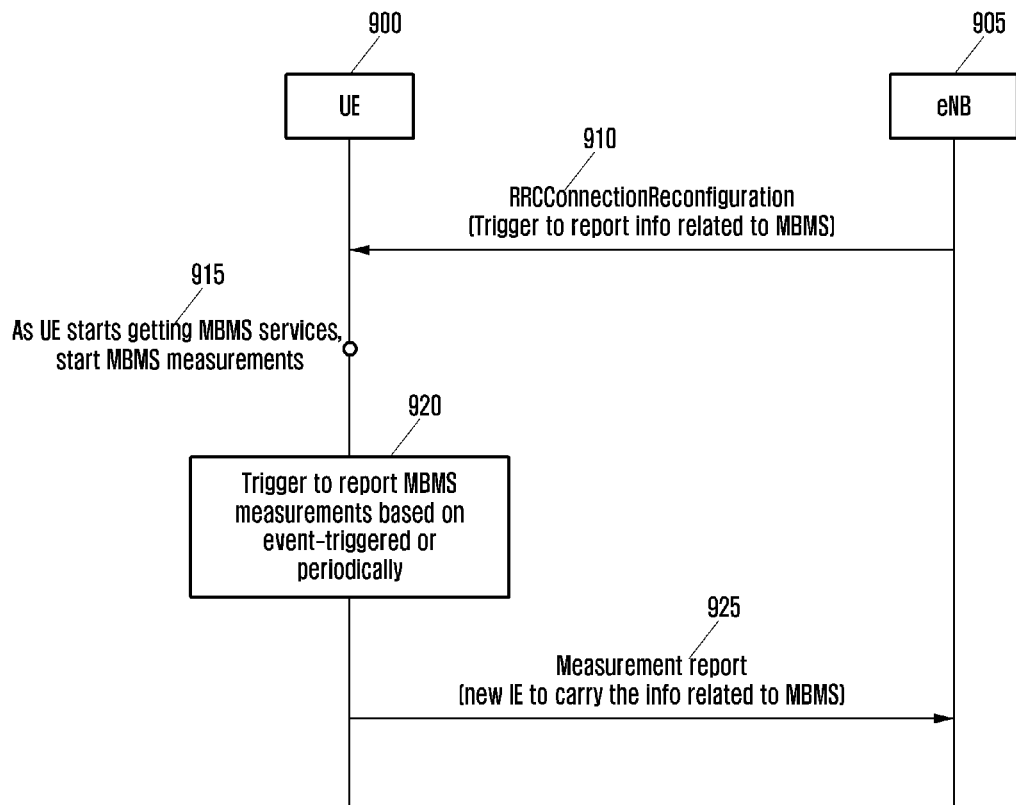 900
905
UE
eNB
910
RRCConnectionReconfiguration
(Trigger to report info related to MBMS)
915
As UE starts getting MBMS services,
start MBMS measurements
920
Trigger to report MBMS
measurements based on
event-triggered or
periodically
925
Measurement report
(new IE to carry the info related to MBMS)